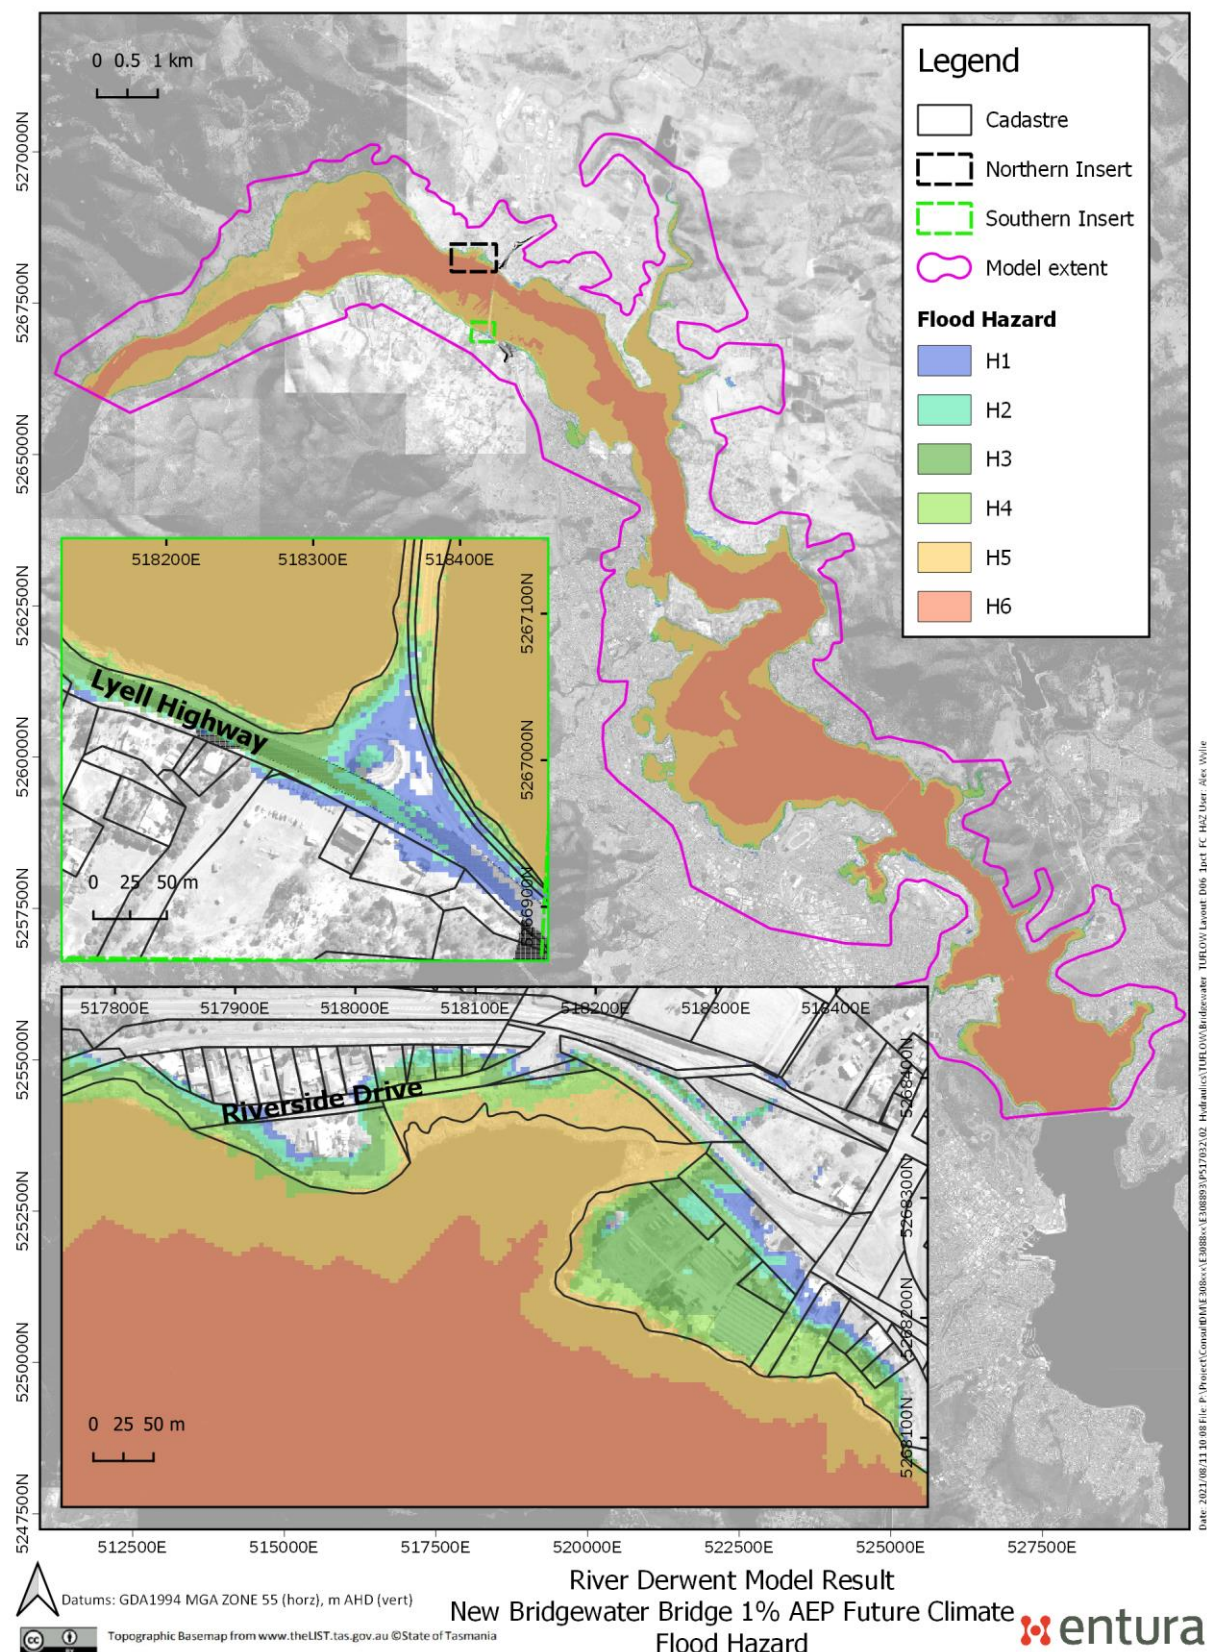 0 0.5 1 km
Legend
Cadastre
Northern Insert
Southern Insert
Model extent
Flood Hazard
H1
H2
H3
H4
H5
H6
5270000N
5267500N
5265000N
5262500N
5260000N
5257500N
5255000N
5252500N
5250000N
5247500N
518200E 518300E 518400E
5267100N
5267000N
5266900N
Lyell Highway
0 25 50 m
517800E 517900E 518000E 518100E 518200E 518300E 518400E
5268400N
5268300N
5268200N
5268100N
Riverside Drive
0 25 50 m
512500E 515000E 517500E 520000E 522500E 525000E 527500E
Datums: GDA1994 MGA ZONE 55 (horz), m AHD (vert)
Topographic Basemap from www.theLIST.tas.gov.au ©State of Tasmania
River Derwent Model Result
New Bridgewater Bridge 1% AEP Future Climate
Flood Hazard
entura